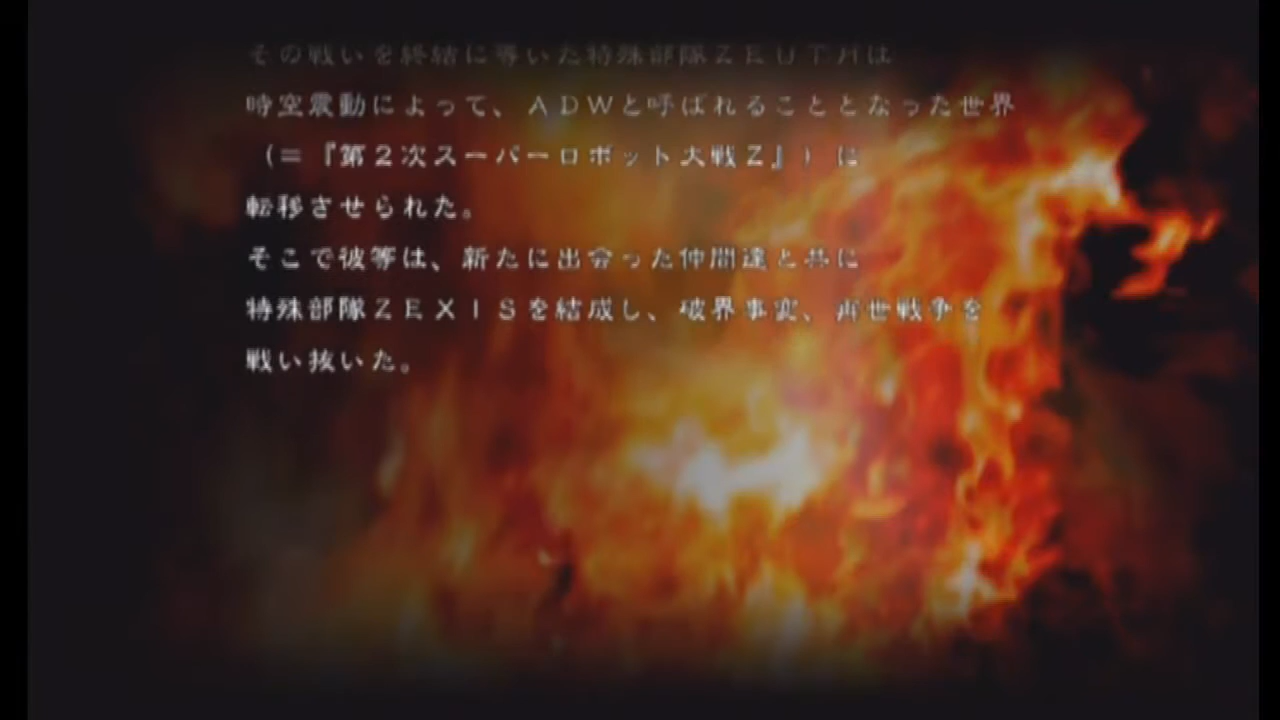 その戦いを終結に導いた特殊部隊ＺＥＵＴＨは
時空震動によって、ＡＤＷと呼ばれることとなった世界
（＝『第２次スーパーロボット大戦Ｚ』）に
転移させられた。
そこで彼等は、新たに出会った仲間達と共に
特殊部隊ＺＥＸＩＳを結成し、破界事変、再世戦争を
戦い抜いた。